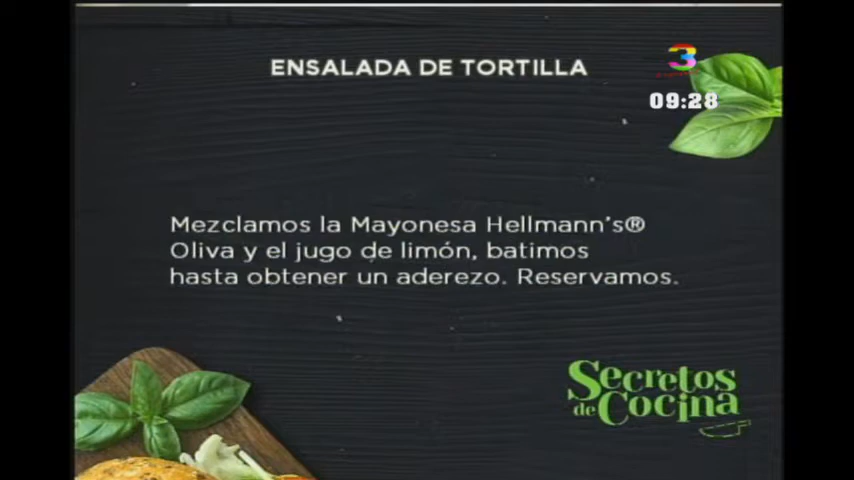 ENSALADA DE TORTILLA
3
09:28
Mezclamos la Mayonesa Hellmann's®
Oliva y el jugo de limón, batimos
hasta obtener un aderezo. Reservamos.
Secretos
de Cocina